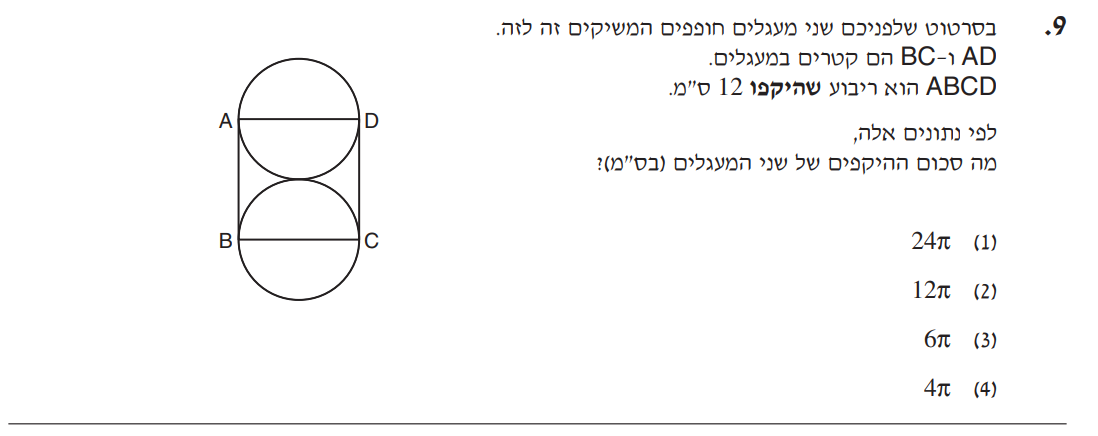 9. בסרטוט שלפניכם שני מעגלים חופפים המשיקים זה לזה.
AD ו-BC הם קטרים במעגלים.
ABCD הוא ריבוע שהיקפו 12 ס"מ.
לפי נתונים אלה,
מה סכום ההיקפים של שני המעגלים (בס"מ)?
A D
B C
(1) 24π
(2) 12π
(3) 6π
(4) 4π